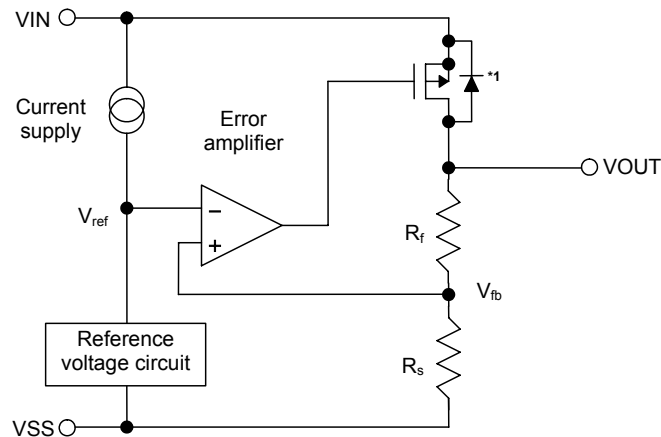 VIN
*1
Current
supply
Error
amplifier
VOUT
Vref
−
+
Rf
Vfb
Reference
voltage circuit
Rs
VSS